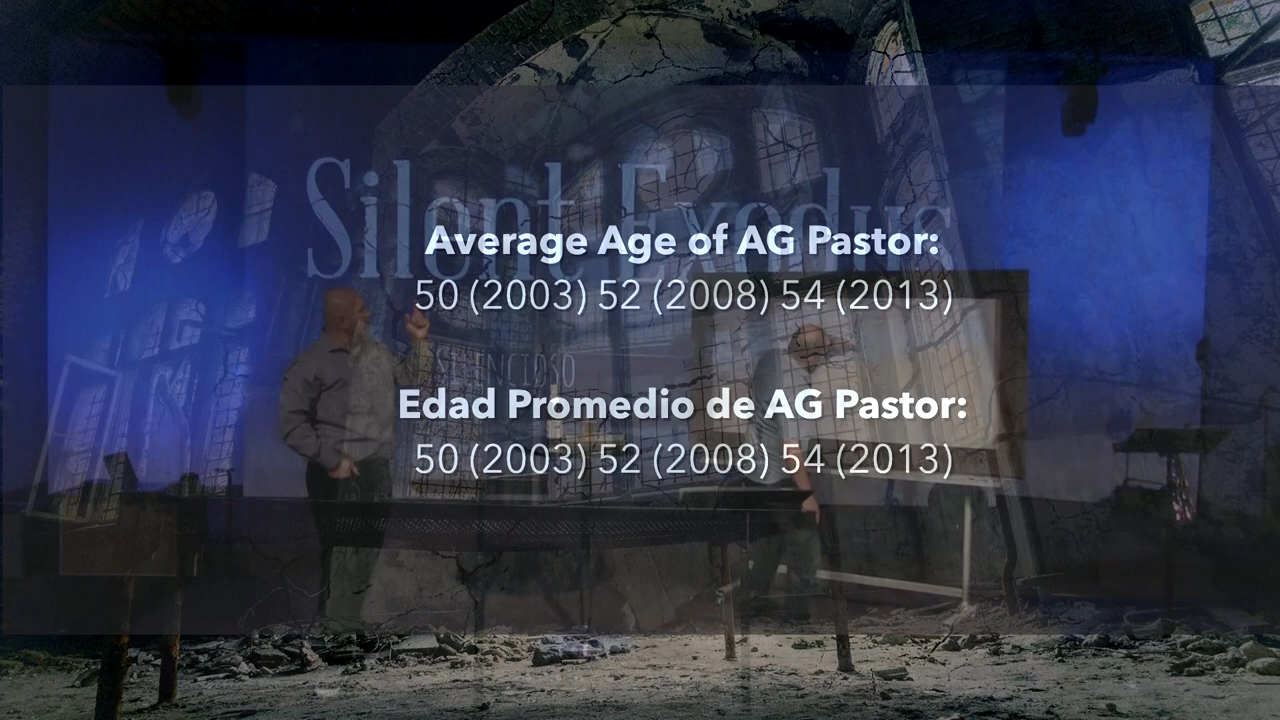 Silent Exodus
Average Age of AG Pastor:
50 (2003) 52 (2008) 54 (2013)
SILENCIOSO
Edad Promedio de AG Pastor:
50 (2003) 52 (2008) 54 (2013)